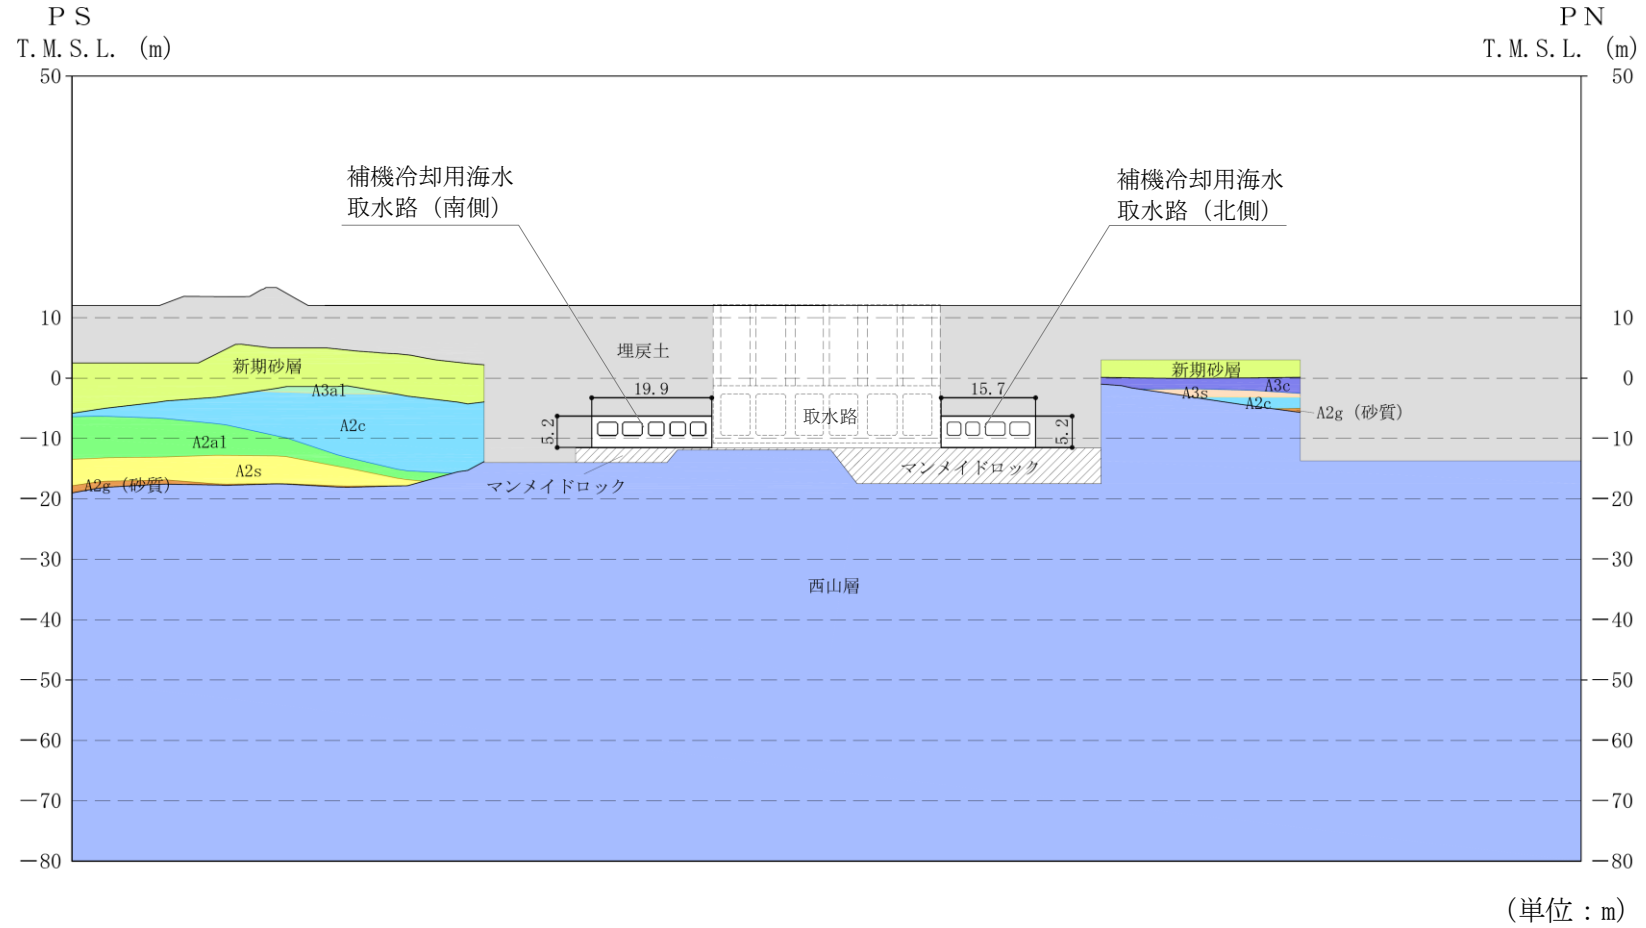 PS
PN
T.M.S.L. (m)
T.M.S.L. (m)
50
50
補機冷却用海水
取水路（南側）
補機冷却用海水
取水路（北側）
10
10
埋戻土
新期砂層
新期砂層
0
0
A3al
A3c
19.9
15.7
A3s
A2c
A2g（砂質）
取水路
A2c
5.2
5.2
−10
−10
A2al
A2s
マンメイドロック
A2g（砂質）
マンメイドロック
−20
−20
−30
−30
西山層
−40
−40
−50
−50
−60
−60
−70
−70
−80
−80
（単位：m）